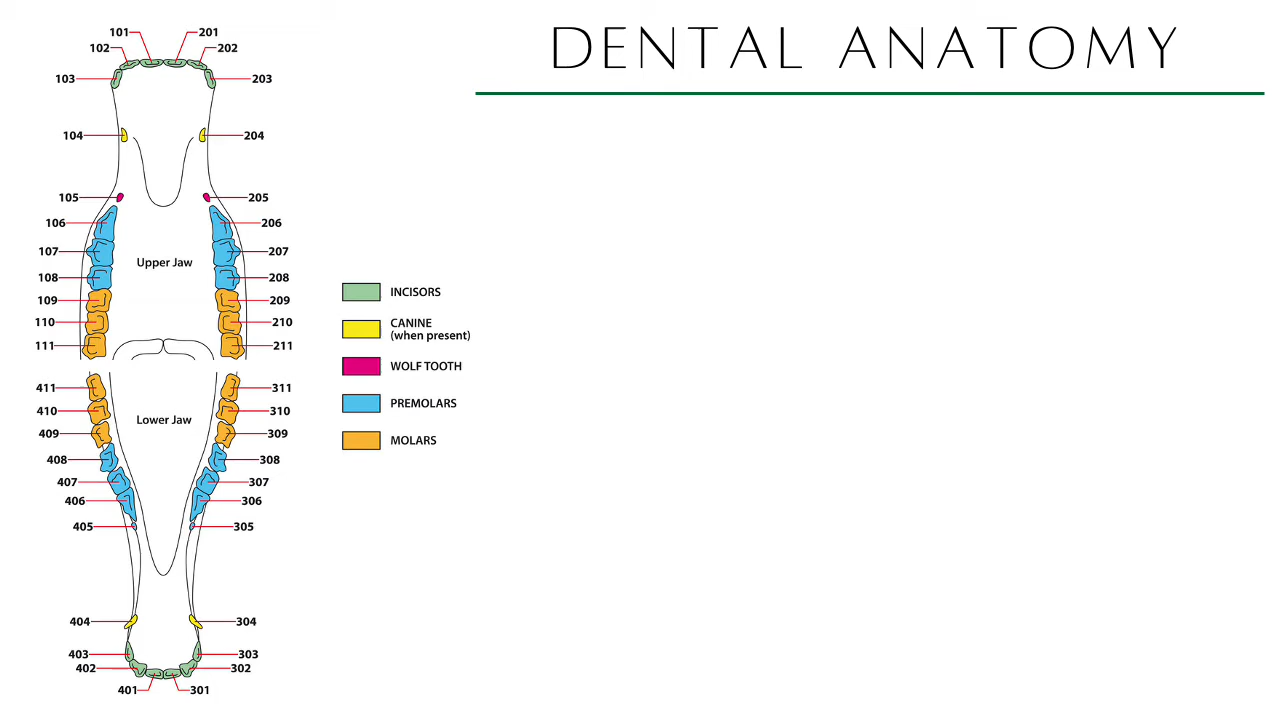 DENTAL ANATOMY
101 201
102 202
103 203
104 204
105 205
106 206
107 207
Upper Jaw
108 208
109 209
110 210
111 211
411 311
410 310
Lower Jaw
409 309
408 308
407 307
406 306
405 305
404 304
403 303
402 302
401 301
INCISORS
CANINE
(when present)
WOLF TOOTH
PREMOLARS
MOLARS